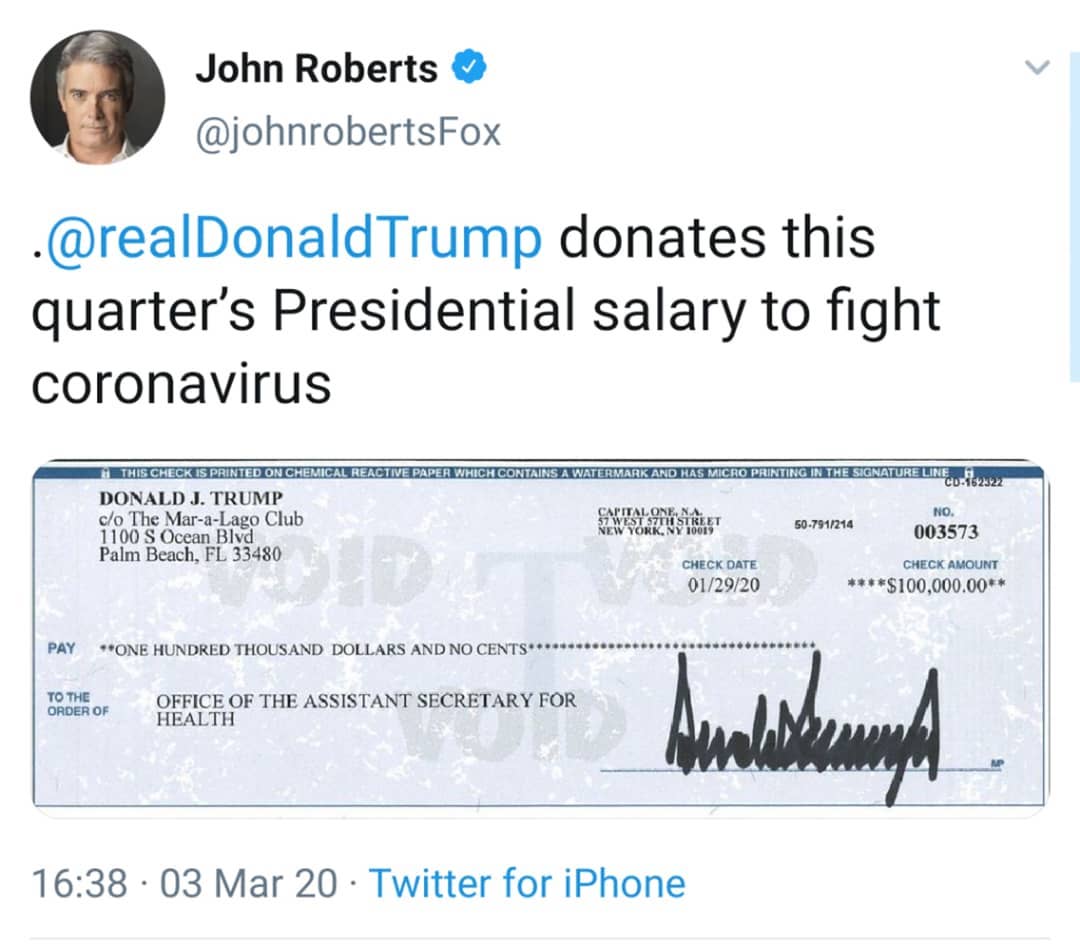 John Roberts
@johnrobertsFox
.@realDonaldTrump donates this
quarter's Presidential salary to fight
coronavirus
THIS CHECK IS PRINTED ON CHEMICAL REACTIVE PAPER WHICH CONTAINS A WATERMARK AND HAS MICRO PRINTING IN THE SIGNATURE LINE
CD-162322
DONALD J. TRUMP
c/o The Mar-a-Lago Club
1100 S Ocean Blvd
Palm Beach, FL 33480
CAPITAL ONE, N.A.
57 WEST 57TH STREET
NEW YORK, NY 10019
50-791/214
NO.
003573
CHECK DATE
01/29/20
CHECK AMOUNT
****$100,000.00**
VOID
VOID
PAY **ONE HUNDRED THOUSAND DOLLARS AND NO CENTS************************************
TO THE
ORDER OF
OFFICE OF THE ASSISTANT SECRETARY FOR
HEALTH
VOID
Donald Trump
MP
16:38 · 03 Mar 20 · Twitter for iPhone